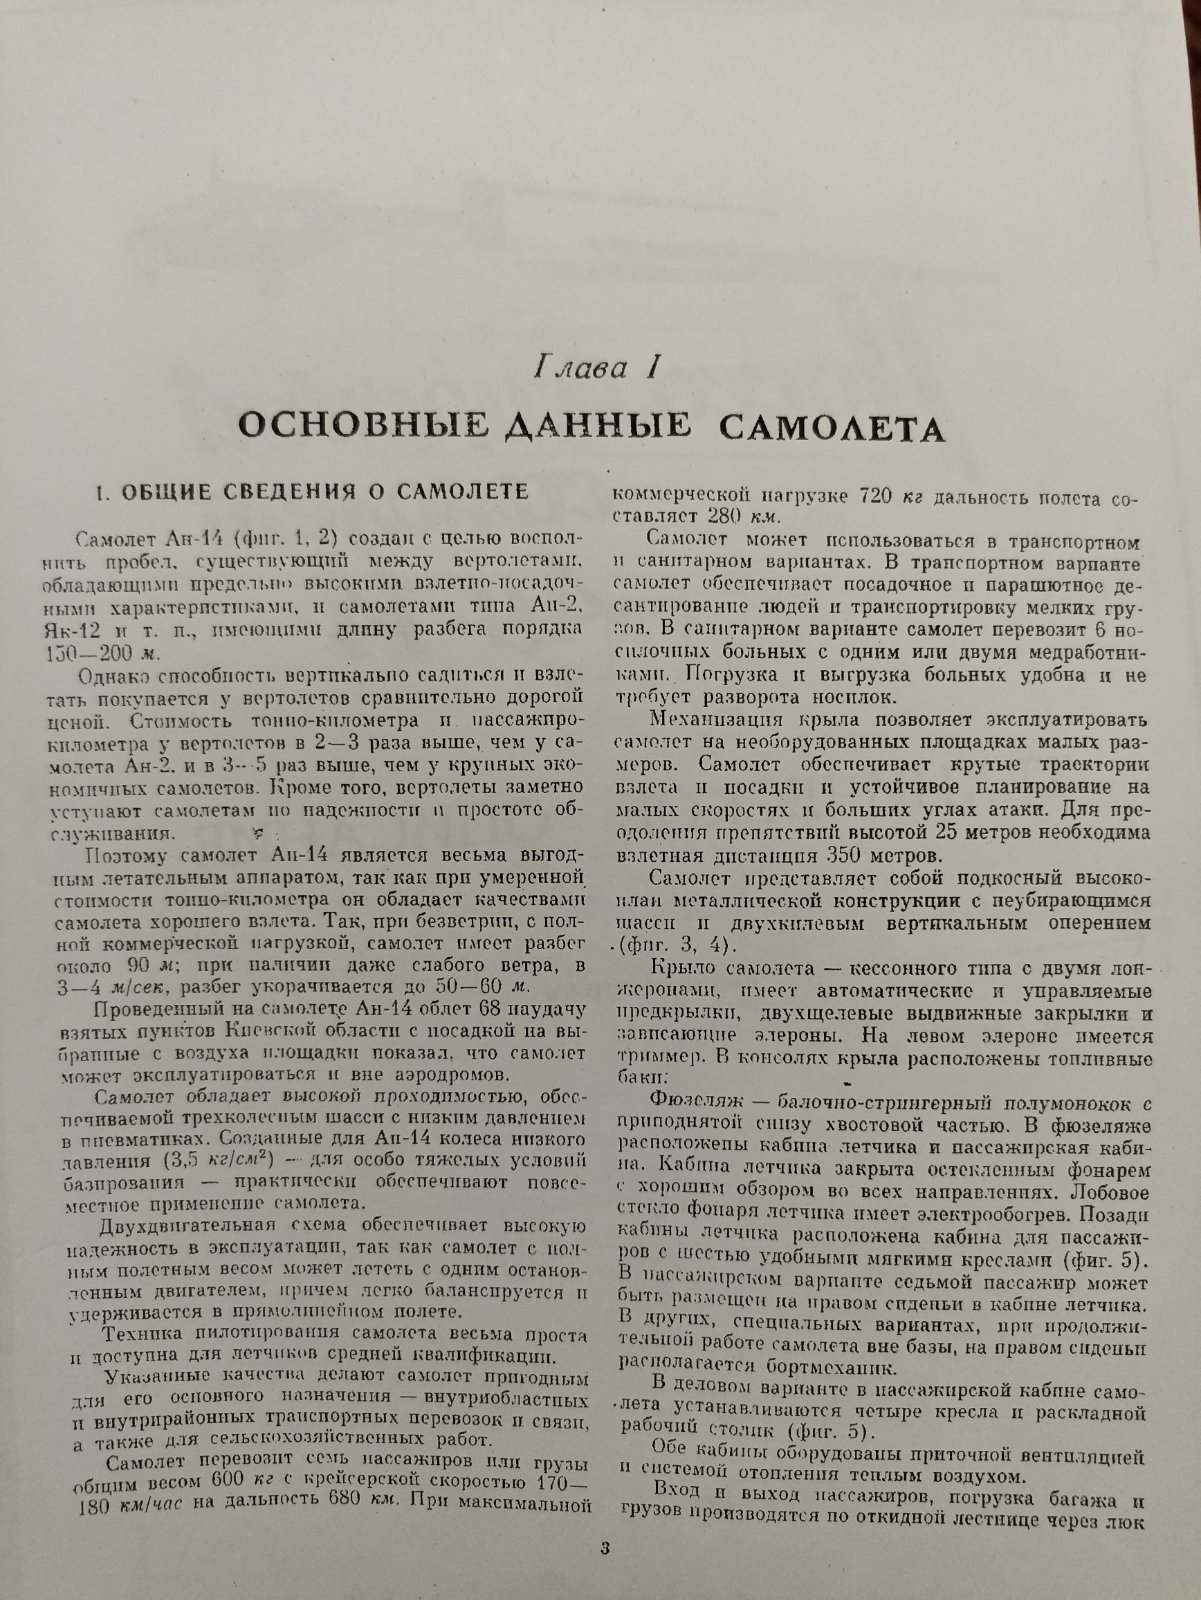 Глава I
ОСНОВНЫЕ ДАННЫЕ САМОЛЕТА
1. ОБЩИЕ СВЕДЕНИЯ О САМОЛЕТЕ
Самолет Ан-14 (фиг. 1, 2) создан с целью воспол-
нить пробел, существующий между вертолетами,
обладающими предельно высокими взлетно-посадоч-
ными характеристиками, и самолетами типа Ан-2,
Як-12 и т. п., имеющими длину разбега порядка
150—200 м.
Однако способность вертикально садиться и взле-
тать покупается у вертолетов сравнительно дорогой
ценой. Стоимость тонно-километра и пассажиро-
километра у вертолетов в 2—3 раза выше, чем у са-
молета Ан-2, и в 3—5 раз выше, чем у крупных эко-
номичных самолетов. Кроме того, вертолеты заметно
уступают самолетам по надежности и простоте об-
служивания.
Поэтому самолет Ан-14 является весьма выгод-
ным летательным аппаратом, так как при умеренной
стоимости тонно-километра он обладает качествами
самолета хорошего взлета. Так, при безветрии, с пол-
ной коммерческой нагрузкой, самолет имеет разбег
около 90 м; при наличии даже слабого ветра, в
3—4 м/сек, разбег укорачивается до 50—60 м.
Проведенный на самолете Ан-14 облет 68 наудачу
взятых пунктов Киевской области с посадкой на вы-
бранные с воздуха площадки показал, что самолет
может эксплуатироваться и вне аэродромов.
Самолет обладает высокой проходимостью, обес-
печиваемой трехколесным шасси с низким давлением
в пневматиках. Созданные для Ан-14 колеса низкого
давления (3,5 кг/см²) — для особо тяжелых условий
базирования — практически обеспечивают повсе-
местное применение самолета.
Двухдвигательная схема обеспечивает высокую
надежность в эксплуатации, так как самолет с пол-
ным полетным весом может лететь с одним останов-
ленным двигателем, причем легко балансируется и
удерживается в прямолинейном полете.
Техника пилотирования самолета весьма проста
и доступна для летчиков средней квалификации.
Указанные качества делают самолет пригодным
для его основного назначения — внутриобластных
и внутрирайонных транспортных перевозок и связи,
а также для сельскохозяйственных работ.
Самолет перевозит семь пассажиров или грузы
общим весом 600 кг с крейсерской скоростью 170—
180 км/час на дальность 680 км. При максимальной
коммерческой нагрузке 720 кг дальность полета со-
ставляет 280 км.
Самолет может использоваться в транспортном
и санитарном вариантах. В транспортном варианте
самолет обеспечивает посадочное и парашютное де-
сантирование людей и транспортировку мелких гру-
зов. В санитарном варианте самолет перевозит 6 но-
силочных больных с одним или двумя медработни-
ками. Погрузка и выгрузка больных удобна и не
требует разворота носилок.
Механизация крыла позволяет эксплуатировать
самолет на необорудованных площадках малых раз-
меров. Самолет обеспечивает крутые траектории
взлета и посадки и устойчивое планирование на
малых скоростях и больших углах атаки. Для пре-
одоления препятствий высотой 25 метров необходима
взлетная дистанция 350 метров.
Самолет представляет собой подкосный высоко-
план металлической конструкции с неубирающимся
шасси и двухкилевым вертикальным оперением
(фиг. 3, 4).
Крыло самолета — кессонного типа с двумя лон-
жеронами, имеет автоматические и управляемые
предкрылки, двухщелевые выдвижные закрылки и
зависающие элероны. На левом элероне имеется
триммер. В консолях крыла расположены топливные
баки.
Фюзеляж — балочно-стрингерный полумонокок с
приподнятой снизу хвостовой частью. В фюзеляже
расположены кабина летчика и пассажирская каби-
на. Кабина летчика закрыта остекленным фонарем
с хорошим обзором во всех направлениях. Лобовое
стекло фонаря летчика имеет электрообогрев. Позади
кабины летчика расположена кабина для пассажи-
ров с шестью удобными мягкими креслами (фиг. 5).
В пассажирском варианте седьмой пассажир может
быть размещен на правом сиденьи в кабине летчика.
В других, специальных вариантах, при продолжи-
тельной работе самолета вне базы, на правом сиденьи
располагается бортмеханик.
В деловом варианте в пассажирской кабине само-
лета устанавливаются четыре кресла и раскладной
рабочий столик (фиг. 5).
Обе кабины оборудованы приточной вентиляцией
и системой отопления теплым воздухом.
Вход и выход пассажиров, погрузка багажа и
грузов производятся по откидной лестнице через люк
3